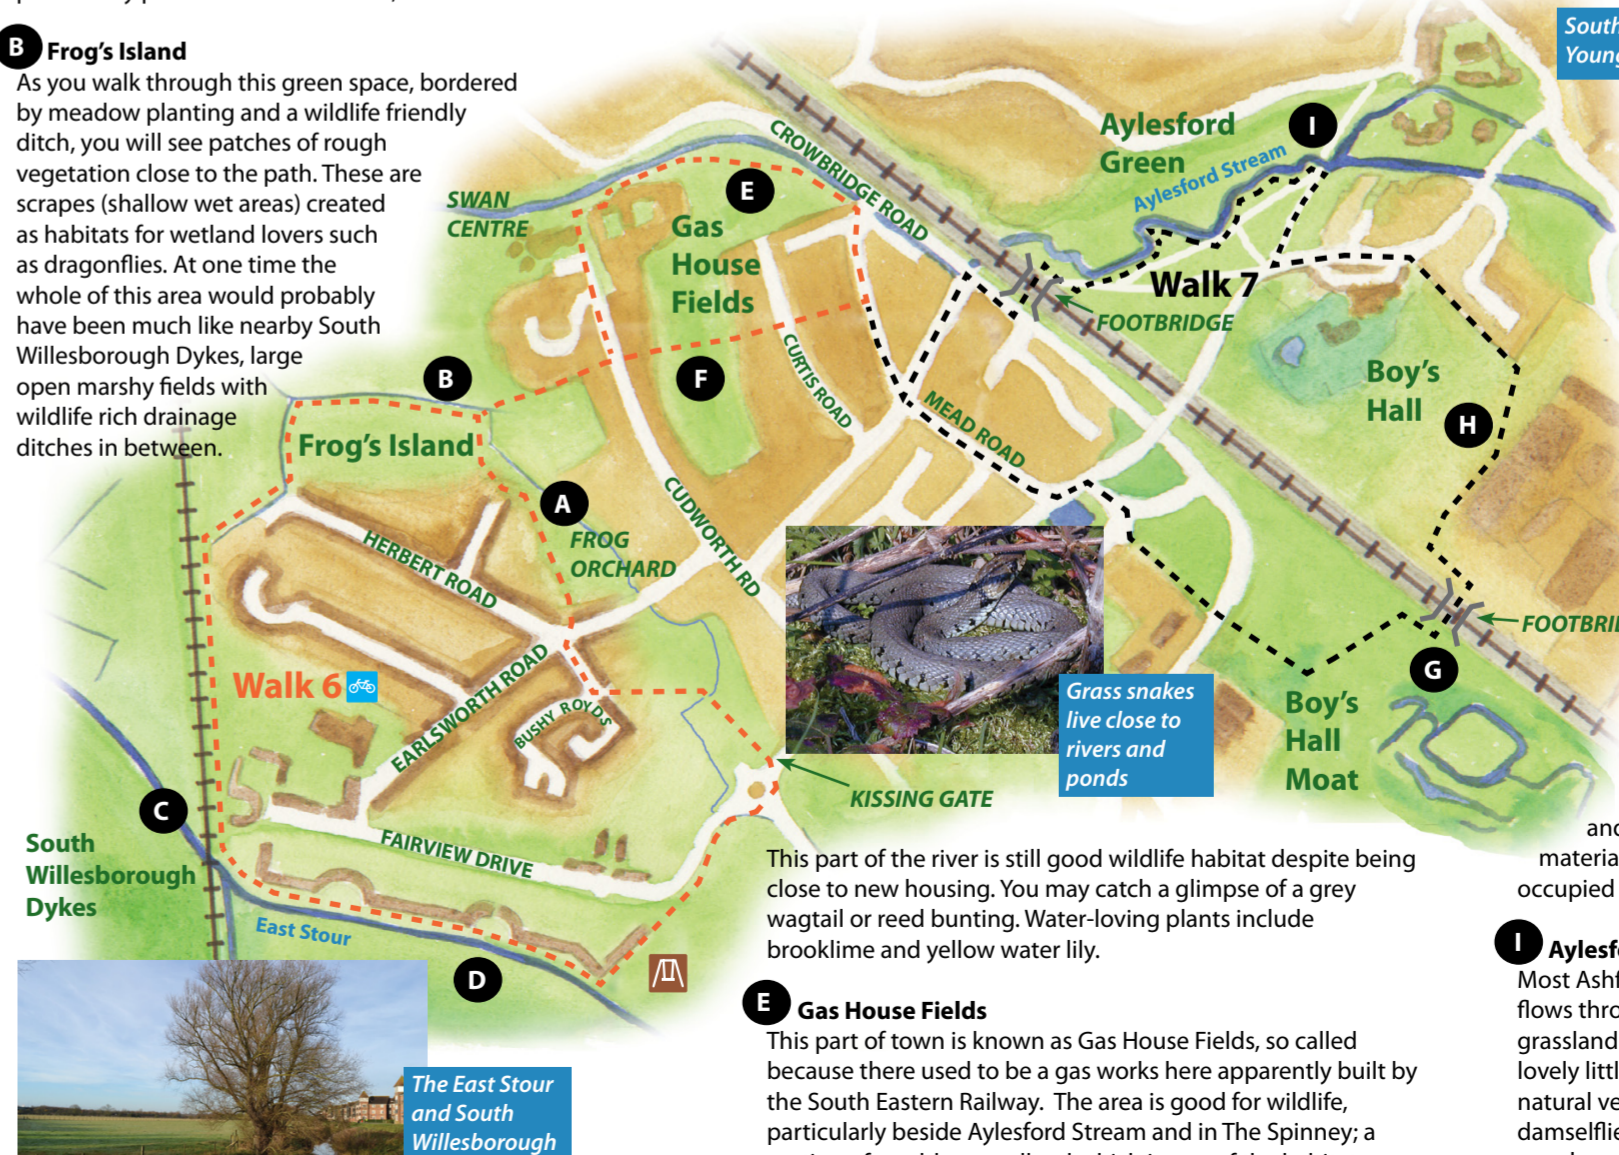 B Frog's Island
As you walk through this green space, bordered
by meadow planting and a wildlife friendly
ditch, you will see patches of rough
vegetation close to the path. These are
scrapes (shallow wet areas) created
as habitats for wetland lovers such
as dragonflies. At one time the
whole of this area would probably
have been much like nearby South
Willesborough Dykes, large
open marshy fields with
wildlife rich drainage
ditches in between.
SWAN
CENTRE
CROWBRIDGE ROAD
E
Gas
House
Fields
Aylesford
Green
I
Aylesford Stream
South
Young
Walk 7
FOOTBRIDGE
B
F
CURTIS ROAD
MEAD ROAD
Boy's
Hall
H
Frog's Island
A
FROG
ORCHARD
CUDWORTH RD
HERBERT ROAD
Walk 6
EARLSWORTH ROAD
BUSHY ROYDS
FOOTBRI
G
Boy's
Hall
Moat
Grass snakes
live close to
rivers and
ponds
KISSING GATE
C
South
Willesborough
Dykes
FAIRVIEW DRIVE
East Stour
D
The East Stour
and South
Willesborough
This part of the river is still good wildlife habitat despite being
close to new housing. You may catch a glimpse of a grey
wagtail or reed bunting. Water-loving plants include
brooklime and yellow water lily.
E Gas House Fields
This part of town is known as Gas House Fields, so called
because there used to be a gas works here apparently built by
the South Eastern Railway. The area is good for wildlife,
particularly beside Aylesford Stream and in The Spinney; a
and
materia
occupied
I Aylesf
Most Ashf
flows thro
grassland
lovely littl
natural ve
damselflie